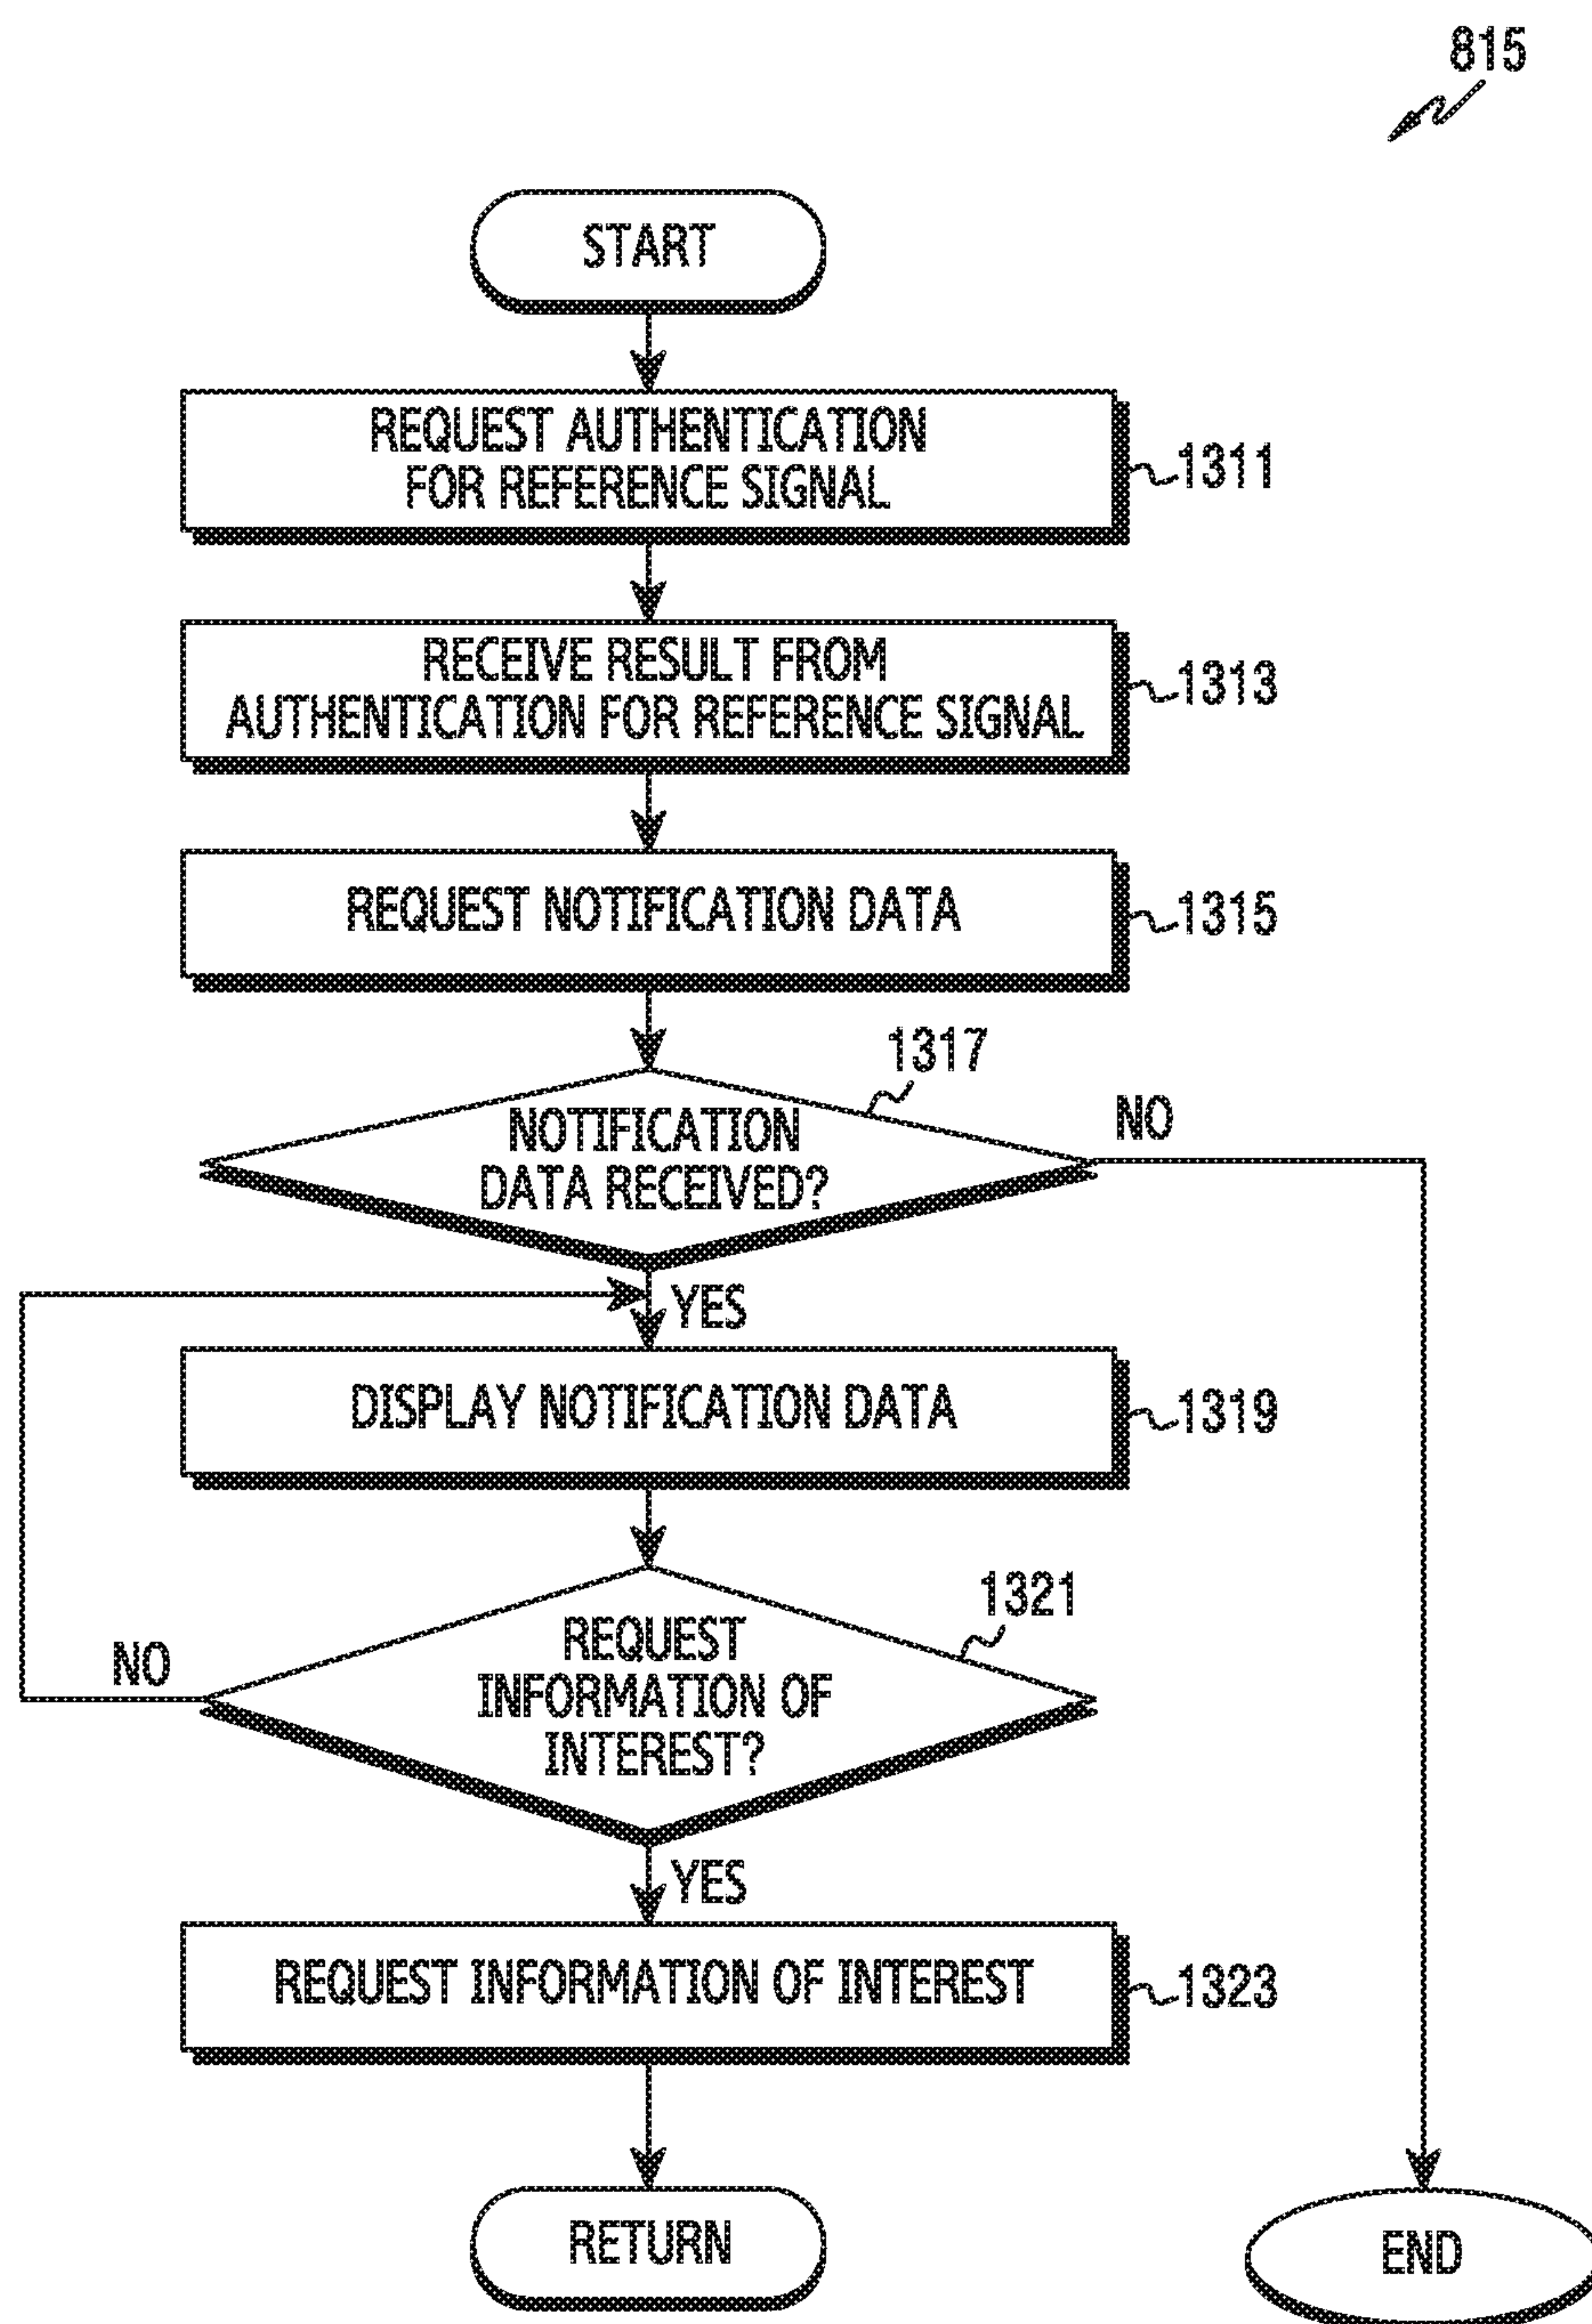 815
START
REQUEST AUTHENTICATION
FOR REFERENCE SIGNAL
1311
RECEIVE RESULT FROM
AUTHENTICATION FOR REFERENCE SIGNAL
1313
REQUEST NOTIFICATION DATA
1315
1317
NOTIFICATION
DATA RECEIVED?
NO
YES
DISPLAY NOTIFICATION DATA
1319
1321
REQUEST
INFORMATION OF
INTEREST?
NO
YES
REQUEST INFORMATION OF INTEREST
1323
RETURN
END